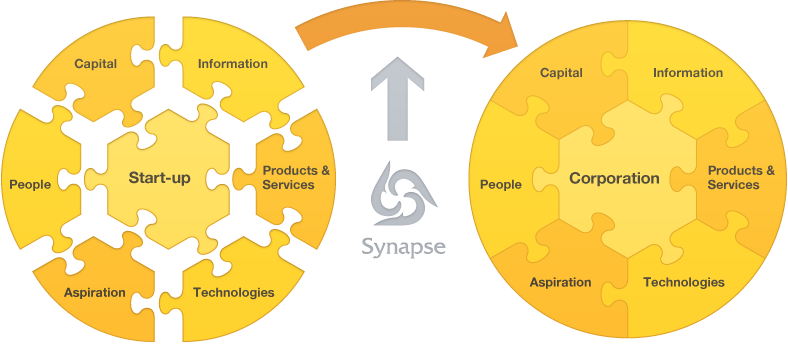 Capital
Information
People
Start-up
Products &
Services
Aspiration
Technologies
Synapse
Capital
Information
People
Corporation
Products &
Services
Aspiration
Technologies